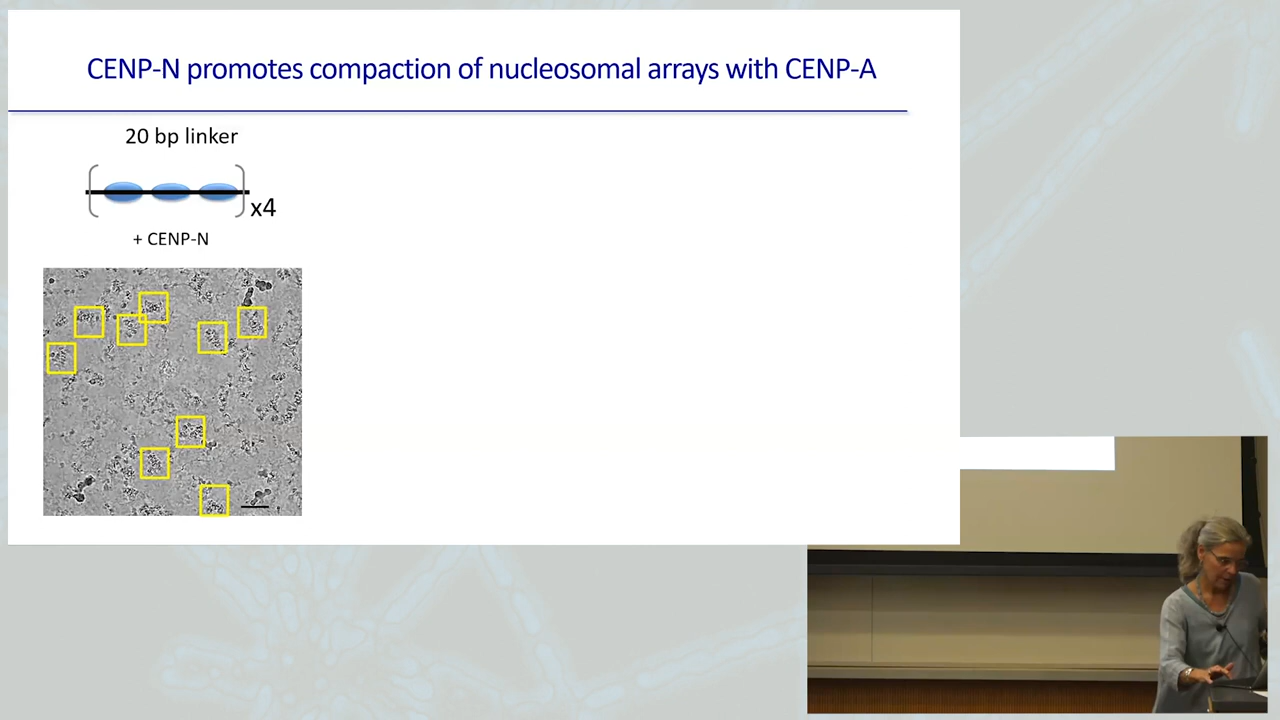 CENP-N promotes compaction of nucleosomal arrays with CENP-A
20 bp linker
x4
+ CENP-N